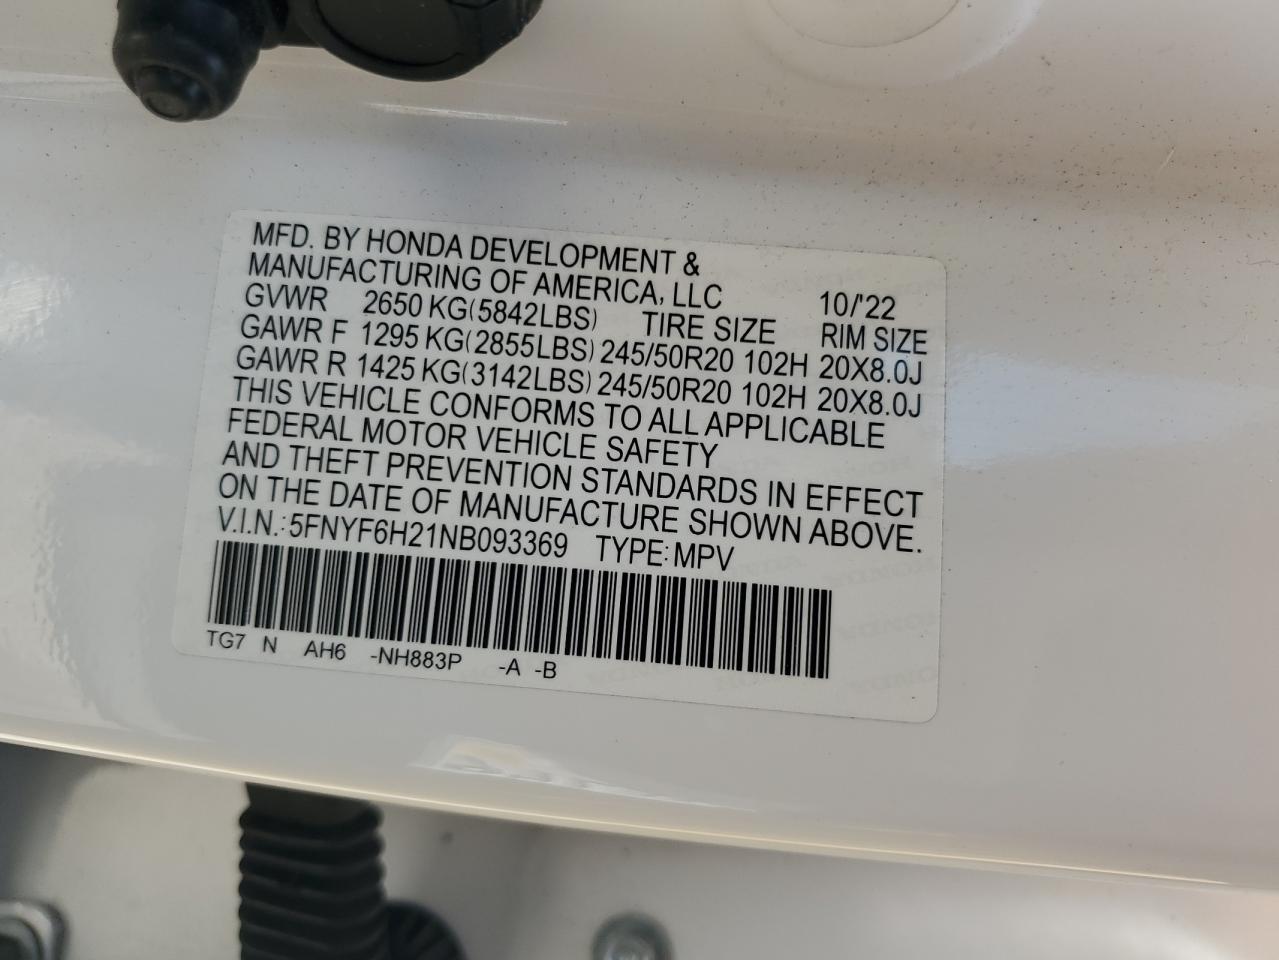 MFD. BY HONDA DEVELOPMENT &
MANUFACTURING OF AMERICA, LLC 10/'22
GVWR 2650 KG(5842LBS) TIRE SIZE RIM SIZE
GAWR F 1295 KG(2855LBS) 245/50R20 102H 20X8.0J
GAWR R 1425 KG(3142LBS) 245/50R20 102H 20X8.0J
THIS VEHICLE CONFORMS TO ALL APPLICABLE
FEDERAL MOTOR VEHICLE SAFETY
AND THEFT PREVENTION STANDARDS IN EFFECT
ON THE DATE OF MANUFACTURE SHOWN ABOVE.
V.I.N.: 5FNYF6H21NB093369 TYPE: MPV
TG7 N AH6 -NH883P -A -B